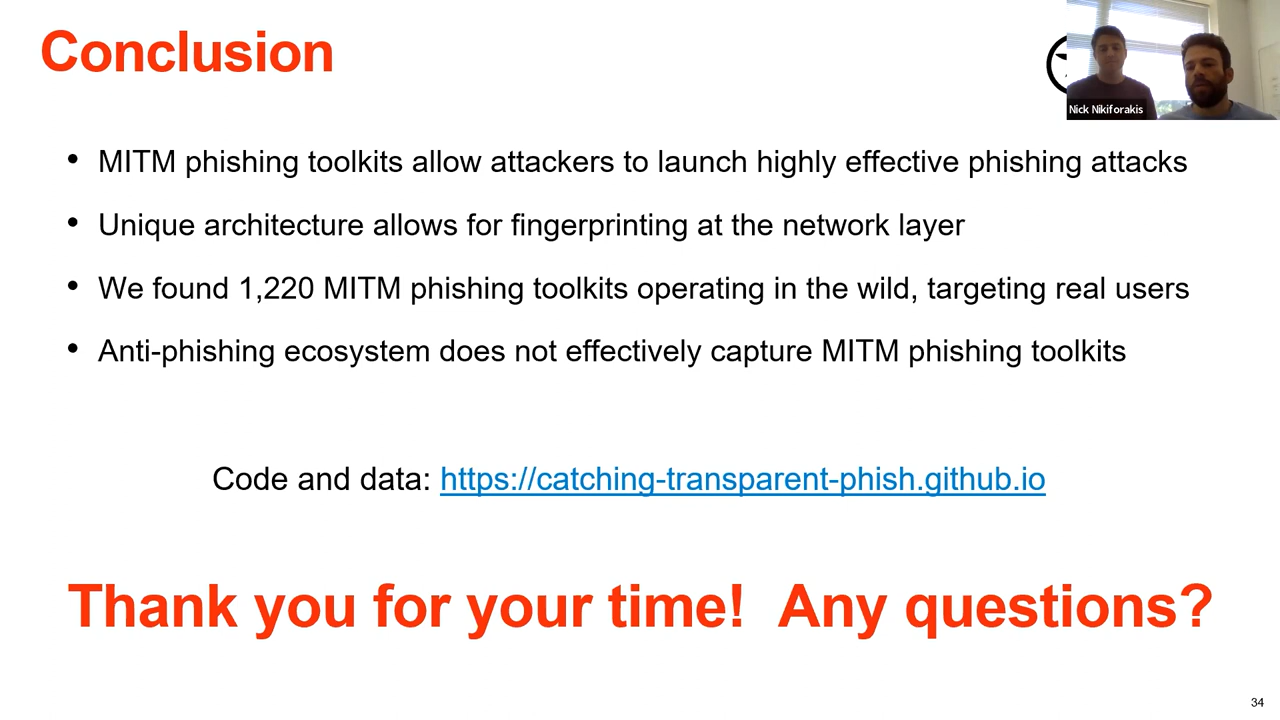 Conclusion
Nick Nikiforakis
• MITM phishing toolkits allow attackers to launch highly effective phishing attacks
• Unique architecture allows for fingerprinting at the network layer
• We found 1,220 MITM phishing toolkits operating in the wild, targeting real users
• Anti-phishing ecosystem does not effectively capture MITM phishing toolkits
Code and data: https://catching-transparent-phish.github.io
Thank you for your time! Any questions?
34